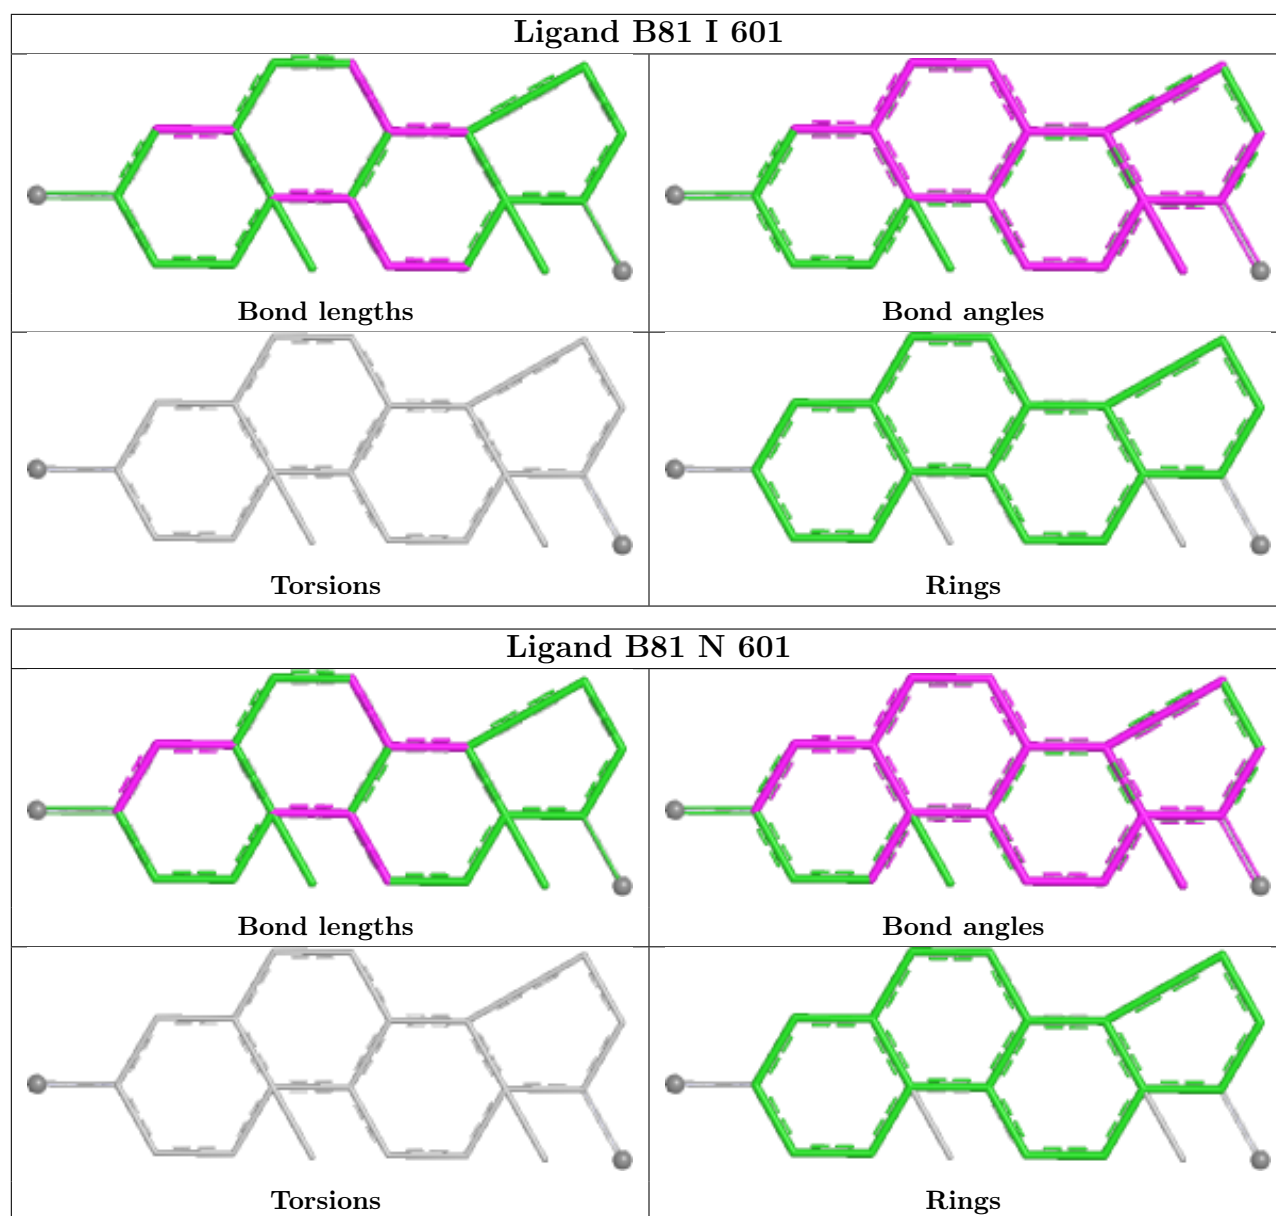 Ligand B81 I 601
Bond lengths
Bond angles
Torsions
Rings
Ligand B81 N 601
Bond lengths
Bond angles
Torsions
Rings